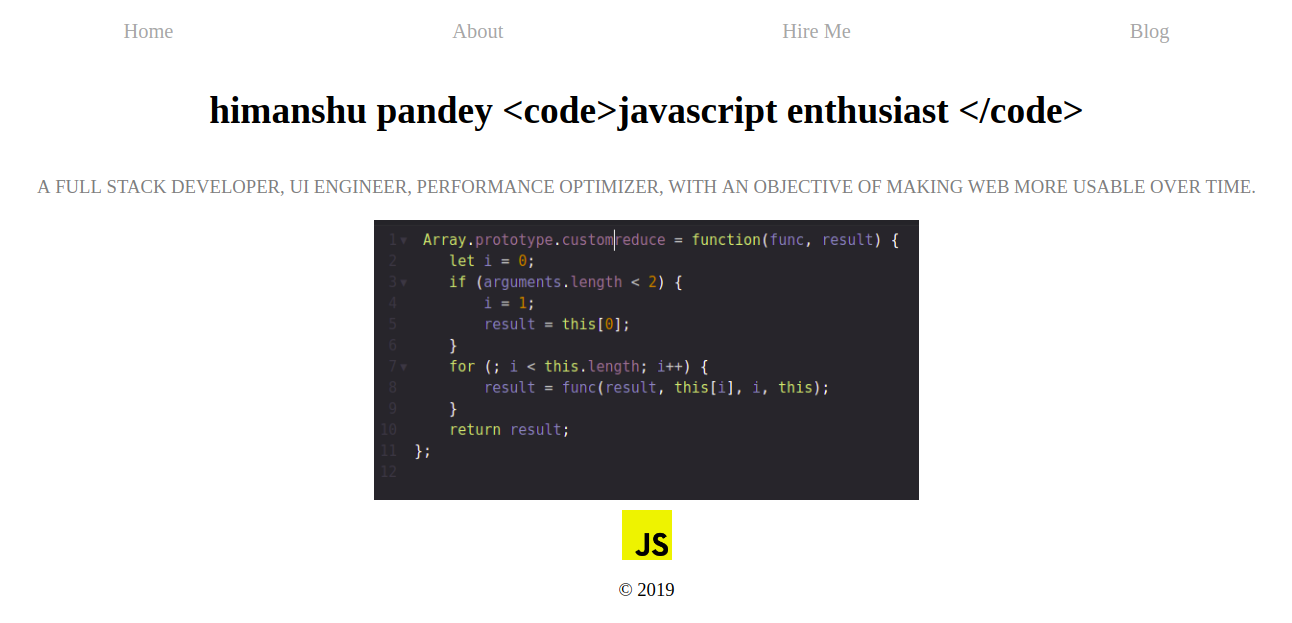 Home About Hire Me Blog
himanshu pandey <code>javascript enthusiast </code>
A FULL STACK DEVELOPER, UI ENGINEER, PERFORMANCE OPTIMIZER, WITH AN OBJECTIVE OF MAKING WEB MORE USABLE OVER TIME.
1 Array.prototype.customreduce = function(func, result) {
2 let i = 0;
3 if (arguments.length < 2) {
4 i = 1;
5 result = this[0];
6 }
7 for (; i < this.length; i++) {
8 result = func(result, this[i], i, this);
9 }
10 return result;
11 };
12
JS
© 2019